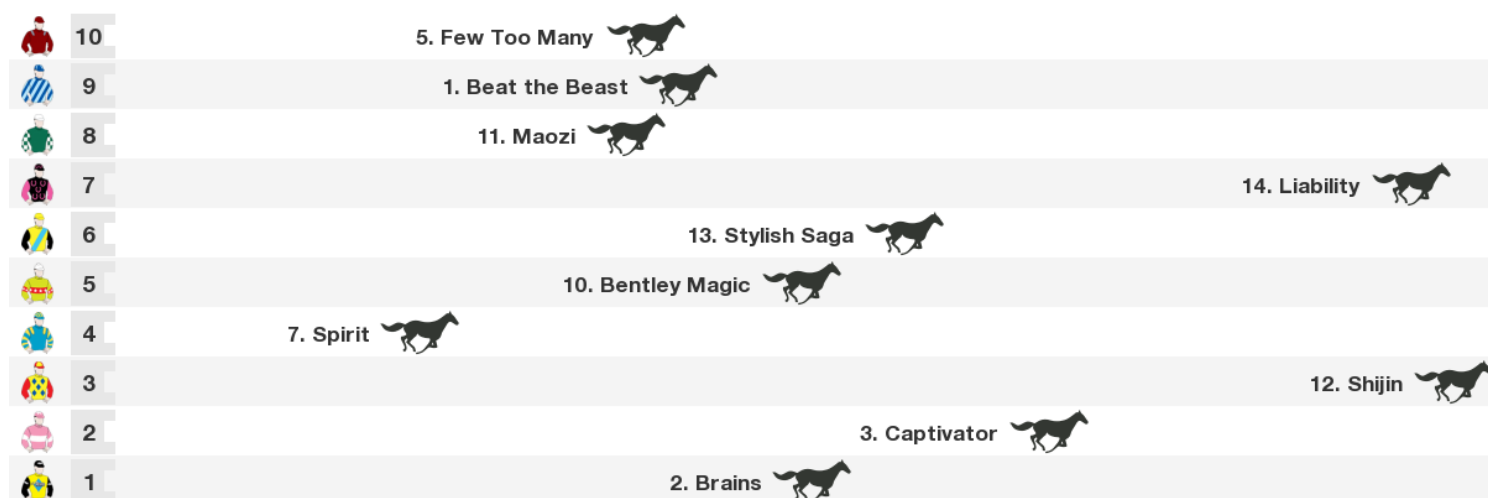 10 5. Few Too Many
9 1. Beat the Beast
8 11. Maozi
7 14. Liability
6 13. Stylish Saga
5 10. Bentley Magic
4 7. Spirit
3 12. Shijin
2 3. Captivator
1 2. Brains